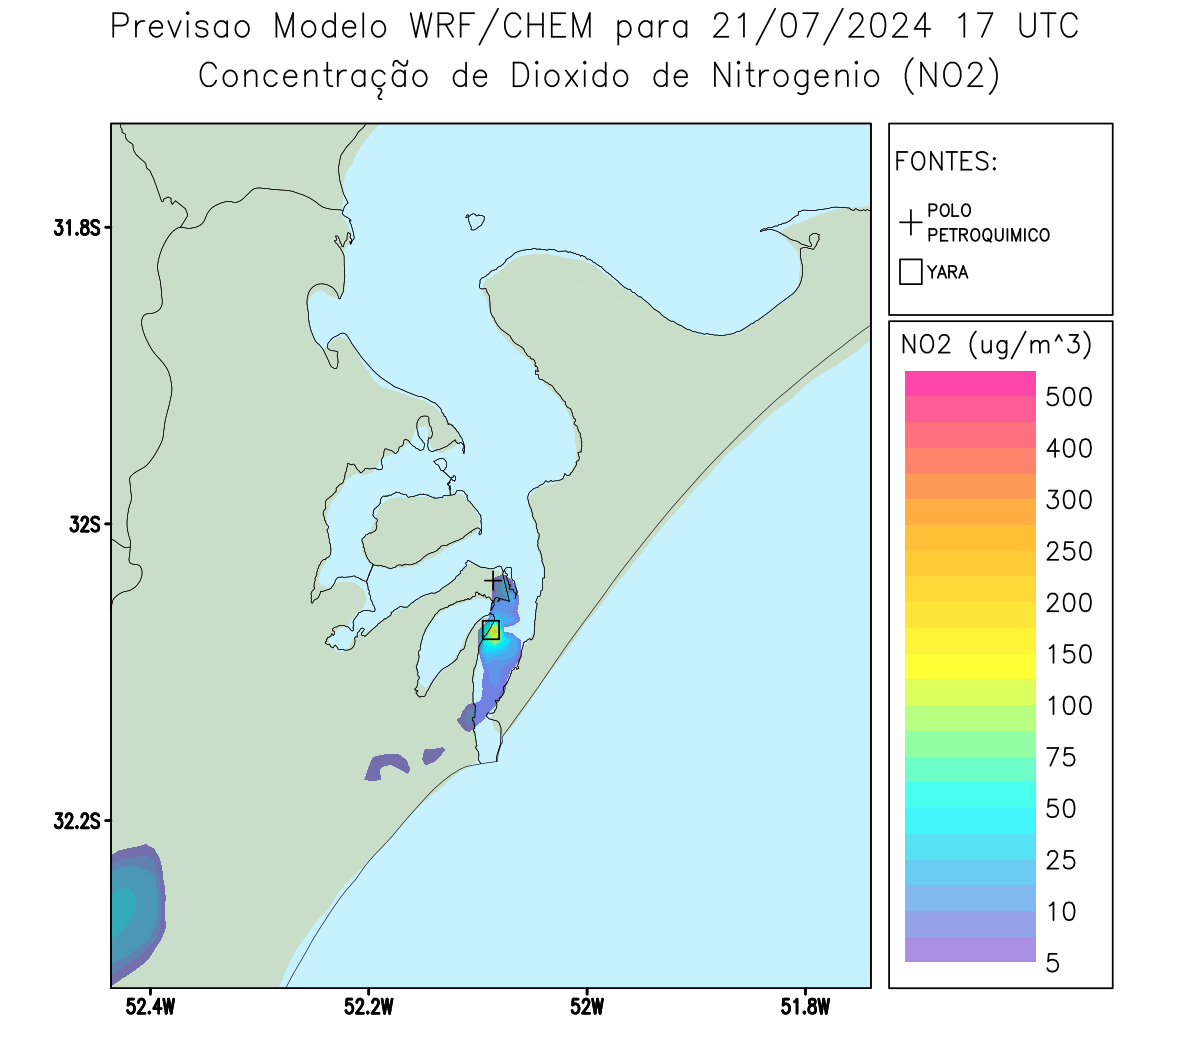 Previsao Modelo WRF/CHEM para 21/07/2024 17 UTC
Concentração de Dioxido de Nitrogenio (NO2)
FONTES:
POLO
PETROQUIMICO
YARA
NO2 (ug/m^3)
500
400
300
250
200
150
100
75
50
25
10
5
31.8S
32S
32.2S
52.4W
52.2W
52W
51.8W